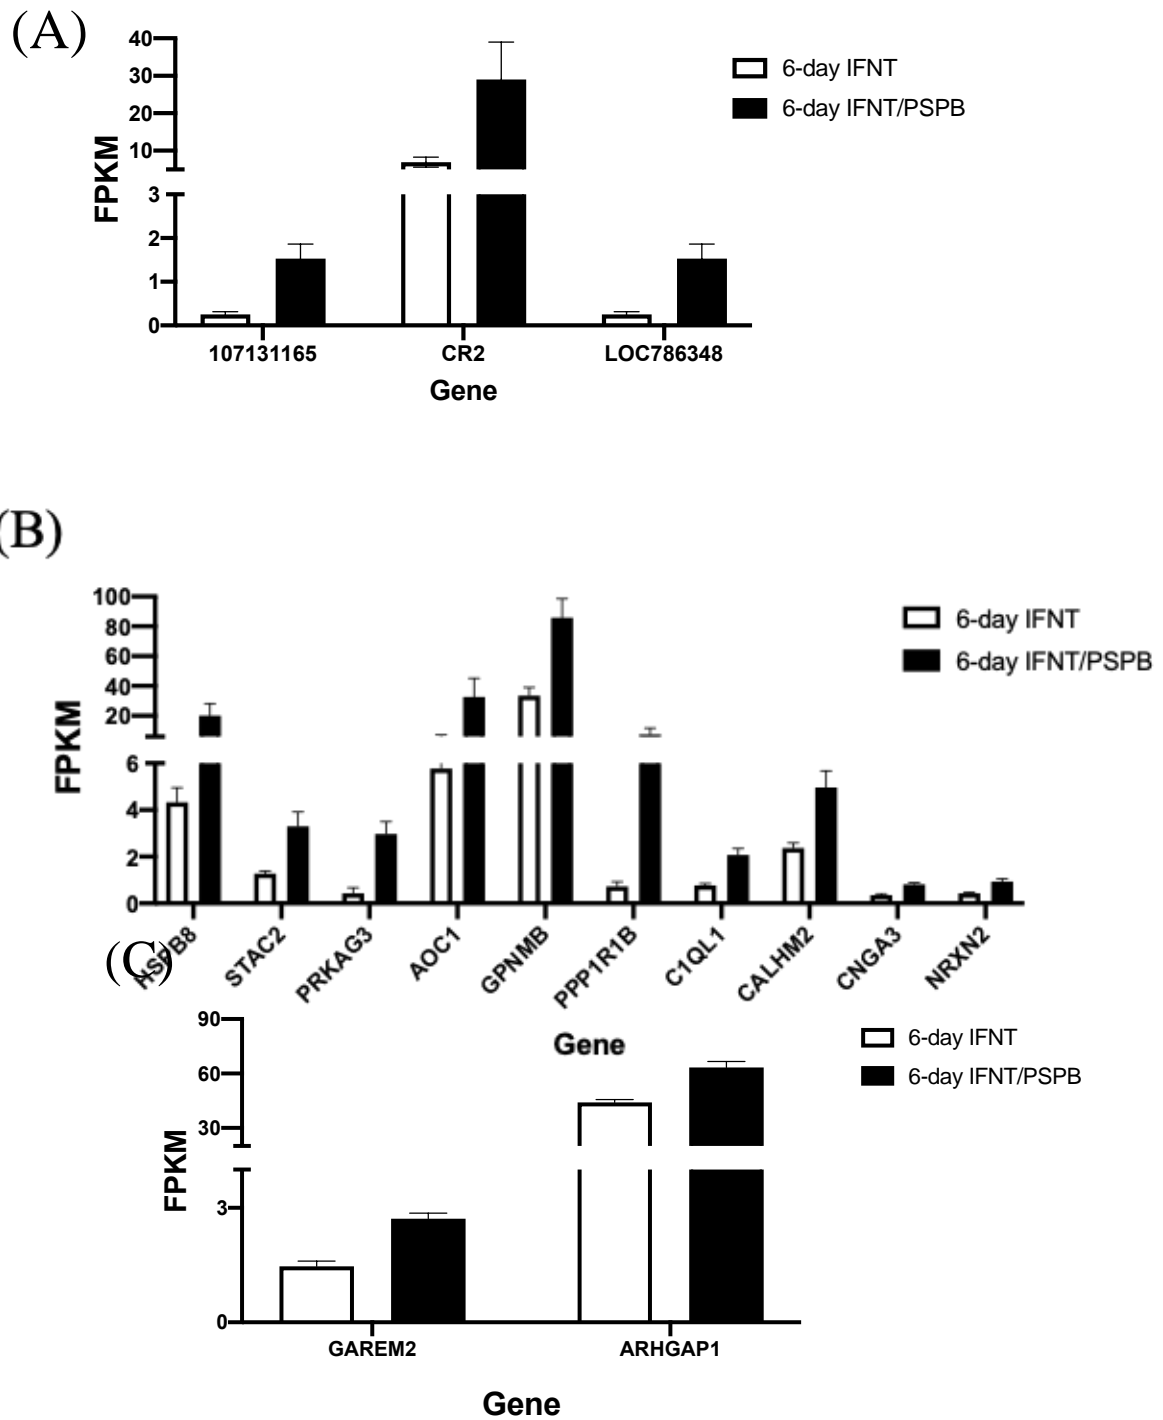 (A)
40
30
20
10
3
2
1
0
FPKM
6-day IFNT
6-day IFNT/PSPB
107131165 CR2 LOC786348
Gene
(B)
100
80
60
40
20
6
4
2
0
FPKM
6-day IFNT
6-day IFNT/PSPB
HSPB8 STAC2 PRKAG3 AOC1 GPNMB PPP1R1B C1QL1 CALHM2 CNGA3 NRXN2
Gene
(C)
90
60
30
3
0
FPKM
6-day IFNT
6-day IFNT/PSPB
GAREM2 ARHGAP1
Gene